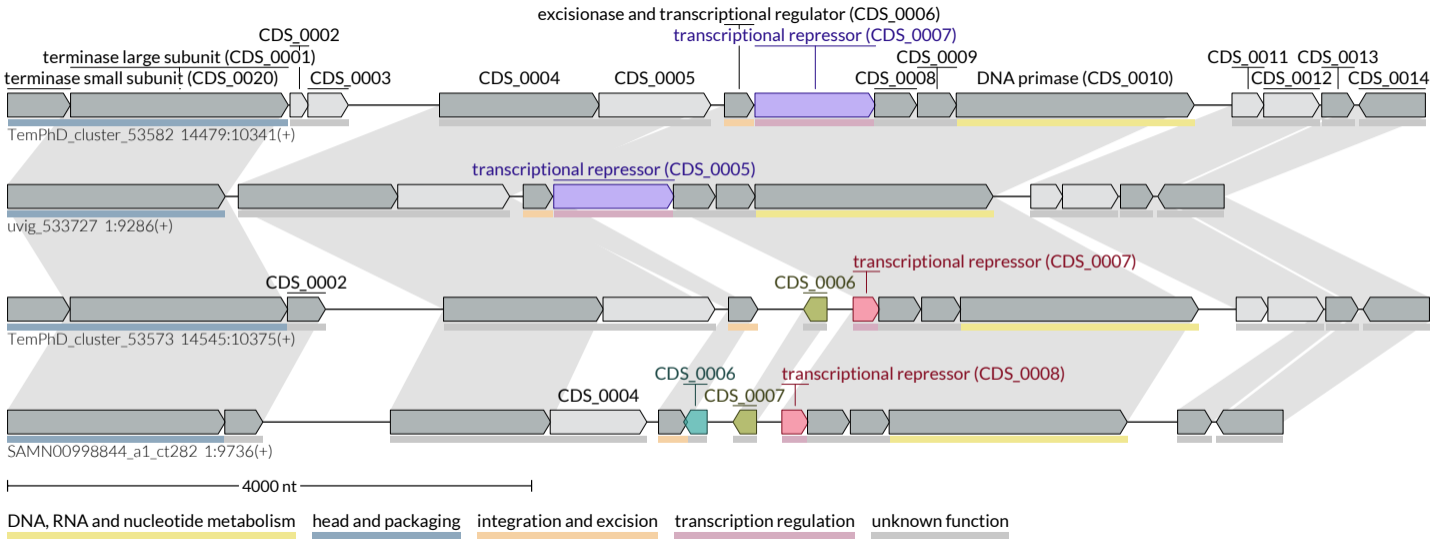 excisionase and transcriptional regulator (CDS_0006)
CDS_0002
transcriptional repressor (CDS_0007)
terminase large subunit (CDS_0001)
CDS_0009
CDS_0011
CDS_0013
terminase small subunit (CDS_0020)
CDS_0003
CDS_0004
CDS_0005
CDS_0008
DNA primase (CDS_0010)
CDS_0012
CDS_0014
TemPhD_cluster_53582 14479:10341(+)
transcriptional repressor (CDS_0005)
uvig_533727 1:9286(+)
transcriptional repressor (CDS_0007)
CDS_0002
CDS_0006
TemPhD_cluster_53573 14545:10375(+)
CDS_0006
transcriptional repressor (CDS_0008)
CDS_0004
CDS_0007
SAMN00998844_a1_ct282 1:9736(+)
4000 nt
DNA, RNA and nucleotide metabolism
head and packaging
integration and excision
transcription regulation
unknown function